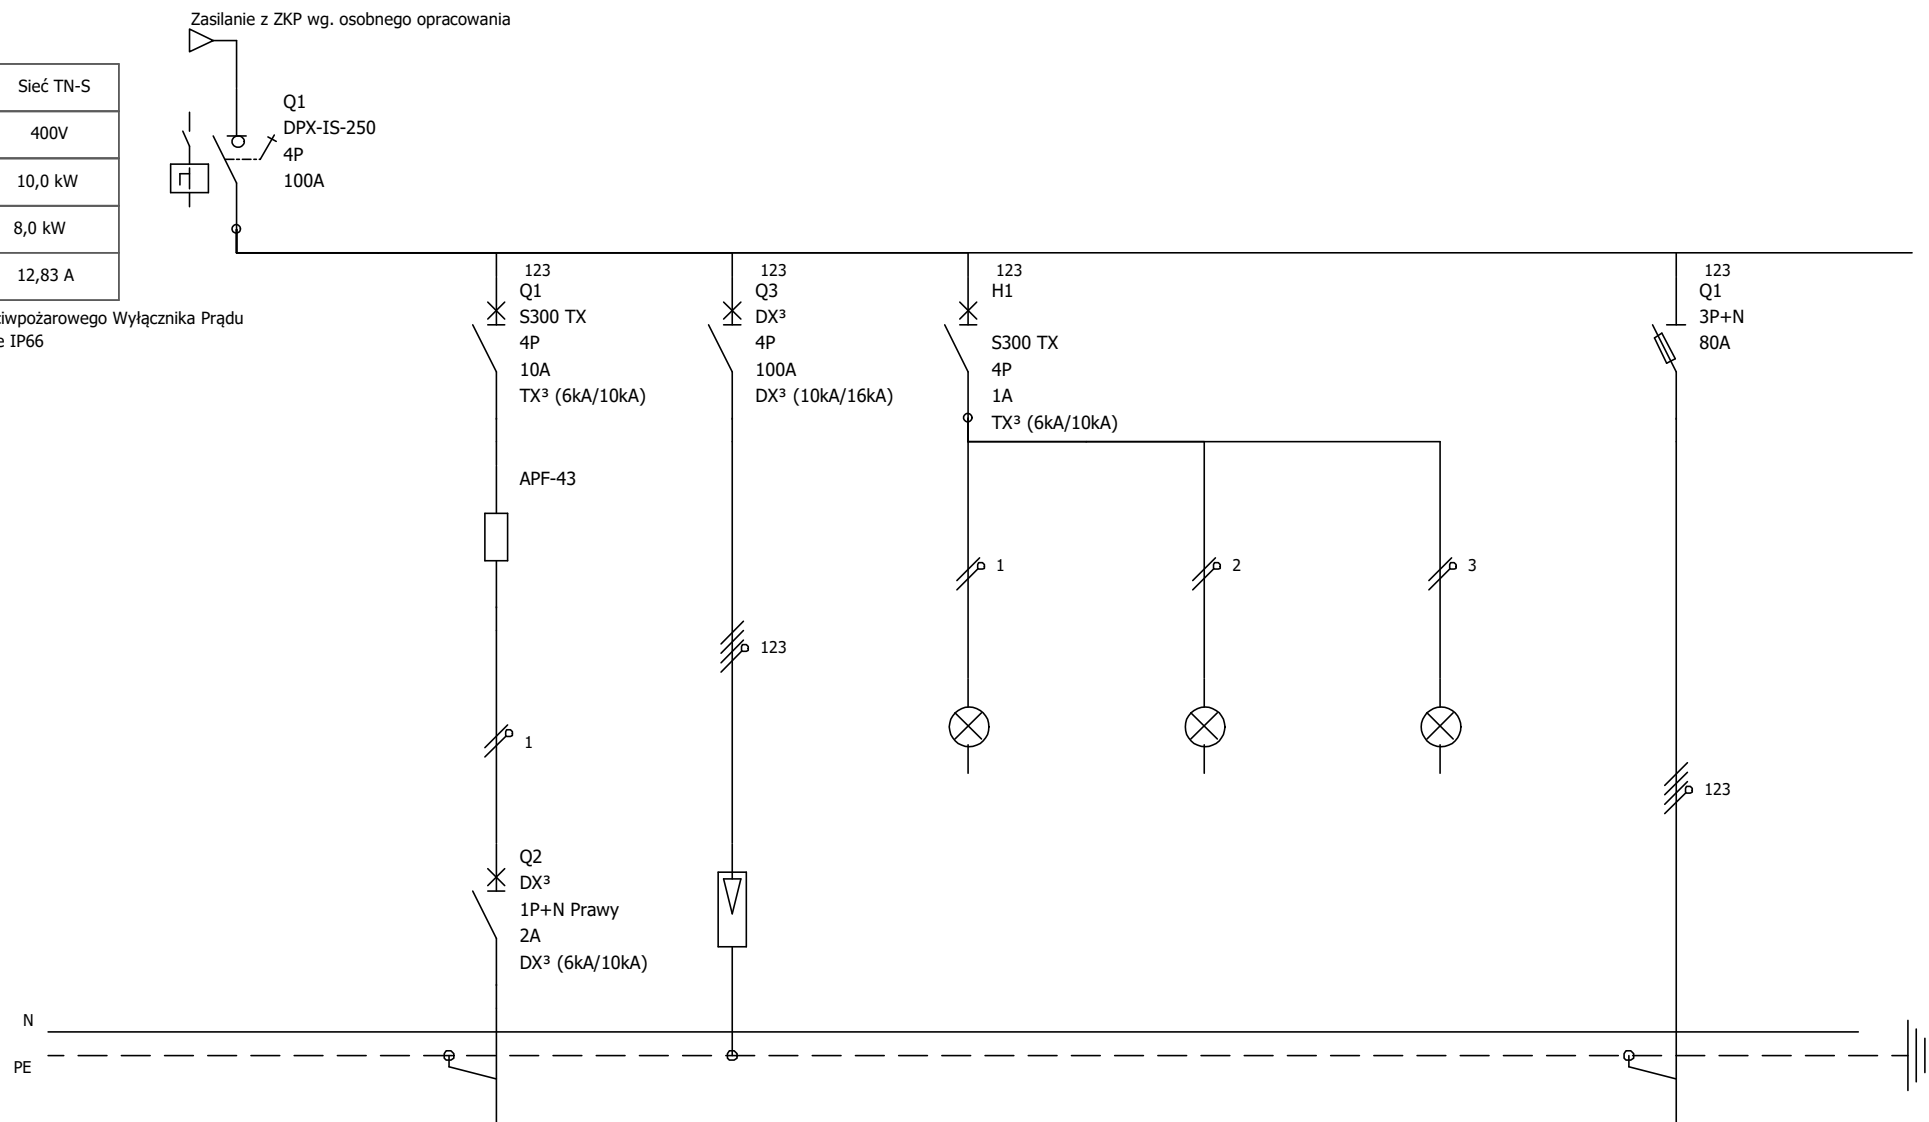 Zasilanie z ZKP wg. osobnego opracowania
Sieć TN-S
400V
10,0 kW
8,0 kW
12,83 A
Wyłącznika Prądu
IP66
Q1
DPX-IS-250
4P
100A
123
Q1
S300 TX
4P
10A
TX³ (6kA/10kA)
APF-43
1
Q2
DX³
1P+N Prawy
2A
DX³ (6kA/10kA)
123
Q3
DX³
4P
100A
DX³ (10kA/16kA)
123
123
H1
S300 TX
4P
1A
TX³ (6kA/10kA)
1
2
3
123
Q1
3P+N
80A
123
N
PE